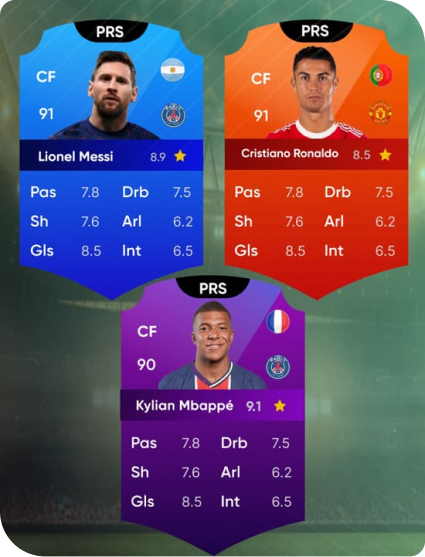 PRS
CF
91
Lionel Messi 8.9
Pas 7.8 Drb 7.5
Sh 7.6 Arl 6.2
Gls 8.5 Int 6.5
PRS
CF
91
Cristiano Ronaldo 8.5
Pas 7.8 Drb 7.5
Sh 7.6 Arl 6.2
Gls 8.5 Int 6.5
PRS
CF
90
Kylian Mbappé 9.1
Pas 7.8 Drb 7.5
Sh 7.6 Arl 6.2
Gls 8.5 Int 6.5